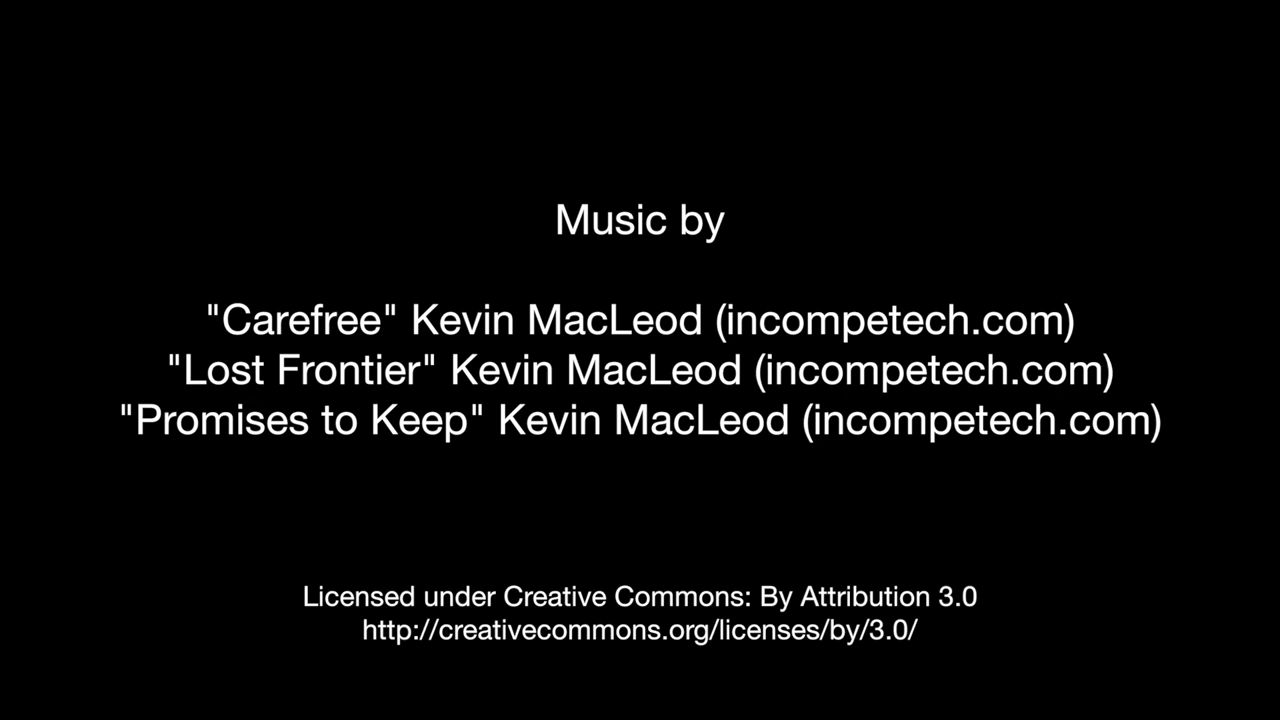 Music by
"Carefree" Kevin MacLeod (incompetech.com)
"Lost Frontier" Kevin MacLeod (incompetech.com)
"Promises to Keep" Kevin MacLeod (incompetech.com)
Licensed under Creative Commons: By Attribution 3.0
http://creativecommons.org/licenses/by/3.0/